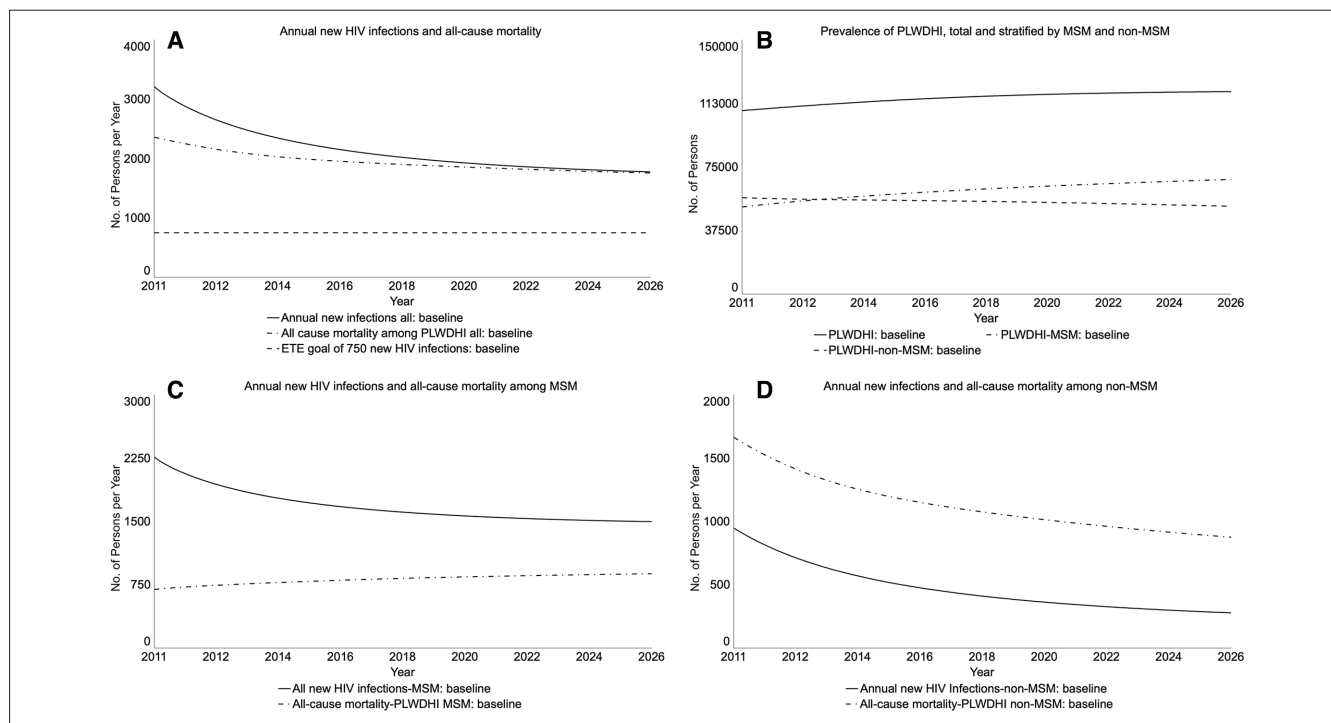 A
Annual new HIV infections and all-cause mortality
4000
3000
2000
1000
0
No. of Persons per Year
2011 2012 2014 2016 2018 2020 2022 2024 2026
Year
Annual new infections all: baseline
All cause mortality among PLWDHI all: baseline
ETE goal of 750 new HIV infections: baseline
B
Prevalence of PLWDHI, total and stratified by MSM and non-MSM
150000
113000
75000
37500
0
No. of Persons
2011 2012 2014 2016 2018 2020 2022 2024 2026
Year
PLWDHI: baseline PLWDHI-MSM: baseline
PLWDHI-non-MSM: baseline
C
Annual new HIV infections and all-cause mortality among MSM
3000
2250
1500
750
0
No. of Persons per Year
2011 2012 2014 2016 2018 2020 2022 2024 2026
Year
All new HIV infections-MSM: baseline
All-cause mortality-PLWDHI MSM: baseline
D
Annual new infections and all-cause mortality among non-MSM
2000
1500
1000
500
0
No. of Persons per Year
2011 2012 2014 2016 2018 2020 2022 2024 2026
Year
Annual new HIV Infections-non-MSM: baseline
All-cause mortality-PLWDHI non-MSM: baseline